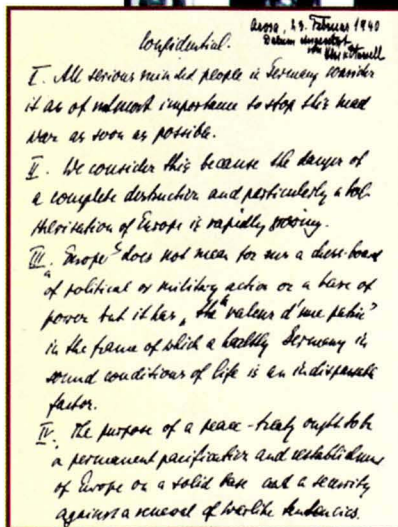 Arosa, 23. Februar 1940
Datum eingesetzt
von
Confidential.
I. All serious minded people in Germany consider
it as of utmost importance to stop this mad
war as soon as possible.
II. We consider this because the danger of
a complete destruction and particularly a bol-
shevisation of Europe is rapidly growing.
III. „Europe“ does not mean for us a chess-board
of political or military action or a base of
power but it has „the“ valeur d'une patrie“
in the frame of which a healthy Germany in
sound conditions of life is an indispensable
factor.
IV. The purpose of a peace-treaty ought to be
a permanent pacification and reestablishment
of Europe on a solid base and a security
against a renewal of warlike tendencies.